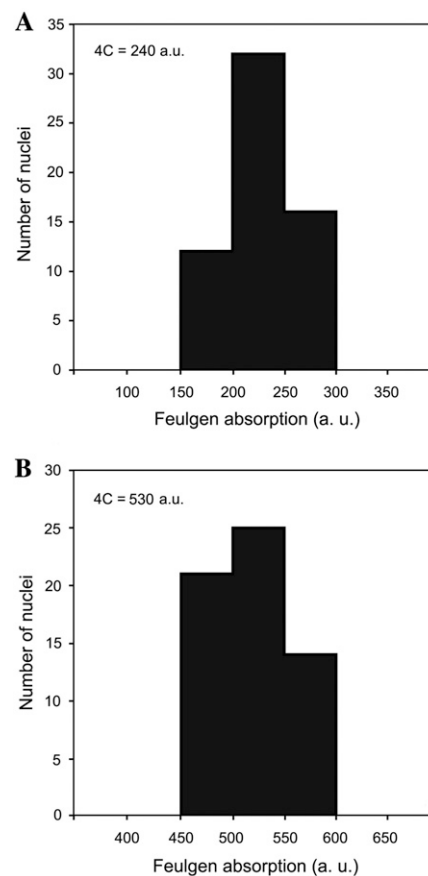 A
4C = 240 a.u.
35
30
25
20
15
10
5
0
Number of nuclei
100 150 200 250 300 350
Feulgen absorption (a. u.)
B
4C = 530 a.u.
30
25
20
15
10
5
0
Number of nuclei
400 450 500 550 600 650
Feulgen absorption (a. u.)